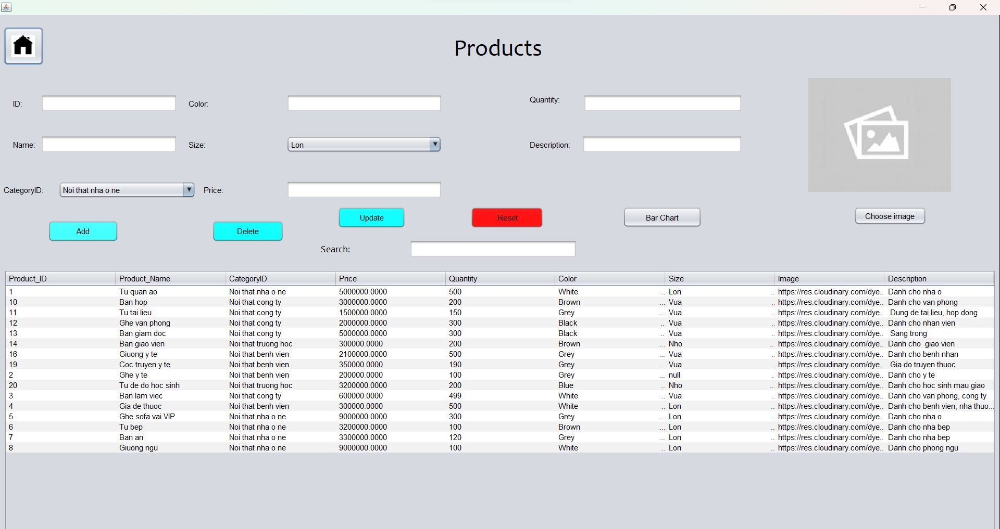 Products
ID:
Color:
Quantity:
Name:
Size:
Lon
Description:
CategoryID:
Noi that nha o ne
Price:
Update
Reset
Bar Chart
Choose image
Add
Delete
Search:
Product_ID Product_Name CategoryID Price Quantity Color Size Image Description
1 Tu quan ao Noi that nha o ne 5000000.0000 500 White .. Lon .. https://res.cloudinary.com/dye.. Danh cho nha o
10 Ban hop Noi that cong ty 3000000.0000 200 Brown ... Vua .. https://res.cloudinary.com/dye.. Danh cho van phong
11 Tu tai lieu Noi that cong ty 1500000.0000 150 Grey ... Vua .. https://res.cloudinary.com/dye.. Dung de tai lieu, hop dong
12 Ghe van phong Noi that cong ty 2000000.0000 300 Black .. Vua .. https://res.cloudinary.com/dye.. Danh cho nhan vien
13 Ban giam doc Noi that cong ty 5000000.0000 300 Black .. Vua .. https://res.cloudinary.com/dye.. Sang trong
14 Ban giao vien Noi that truong hoc 300000.0000 200 Brown ... Nho .. https://res.cloudinary.com/dye.. Danh cho  giao vien
16 Giuong y te Noi that benh vien 2100000.0000 500 Grey ... Vua .. https://res.cloudinary.com/dye.. Danh cho benh nhan
19 Coc truyen y te Noi that benh vien 350000.0000 190 Grey ... Vua .. https://res.cloudinary.com/dye.. Gia do truyen thuoc
2 Ghe y te Noi that benh vien 200000.0000 100 Grey ... null . https://res.cloudinary.com/dye.. Danh cho y te
20 Tu de do hoc sinh Noi that truong hoc 3200000.0000 200 Blue .. Nho .. https://res.cloudinary.com/dye.. Danh cho hoc sinh mau giao
3 Ban lam viec Noi that cong ty 600000.0000 499 White .. Vua .. https://res.cloudinary.com/dye.. Danh cho van phong, cong ty
4 Gia de thuoc Noi that benh vien 300000.0000 500 White .. Lon .. https://res.cloudinary.com/dye.. Danh cho benh vien, nha thuo...
5 Ghe sofa vai VIP Noi that nha o ne 9000000.0000 300 Grey ... Lon .. https://res.cloudinary.com/dye.. Danh cho nha o
6 Tu bep Noi that nha o ne 3200000.0000 100 Brown ... Lon .. https://res.cloudinary.com/dye.. Danh cho nha bep
7 Ban an Noi that nha o ne 3300000.0000 120 Grey ... Lon .. https://res.cloudinary.com/dye.. Danh cho nha bep
8 Giuong ngu Noi that nha o ne 9000000.0000 100 White .. Lon .. https://res.cloudinary.com/dye.. Danh cho phong ngu